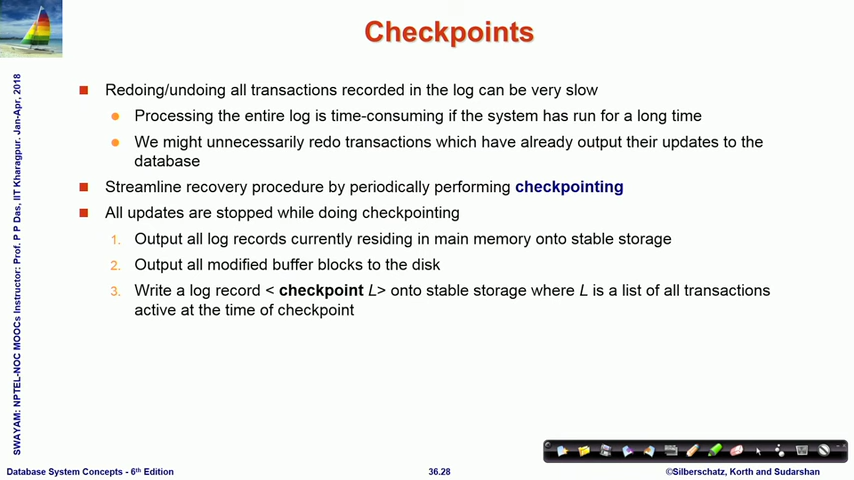 Checkpoints
Redoing/undoing all transactions recorded in the log can be very slow
Processing the entire log is time-consuming if the system has run for a long time
We might unnecessarily redo transactions which have already output their updates to the
database
Streamline recovery procedure by periodically performing checkpointing
All updates are stopped while doing checkpointing
1. Output all log records currently residing in main memory onto stable storage
2. Output all modified buffer blocks to the disk
3. Write a log record < checkpoint L> onto stable storage where L is a list of all transactions
active at the time of checkpoint
SWAYAM: NPTEL-NOC MOOCs Instructor: Prof. P P Das, IIT Kharagpur. Jan-Apr, 2018
Database System Concepts - 6th Edition
36.28
©Silberschatz, Korth and Sudarshan